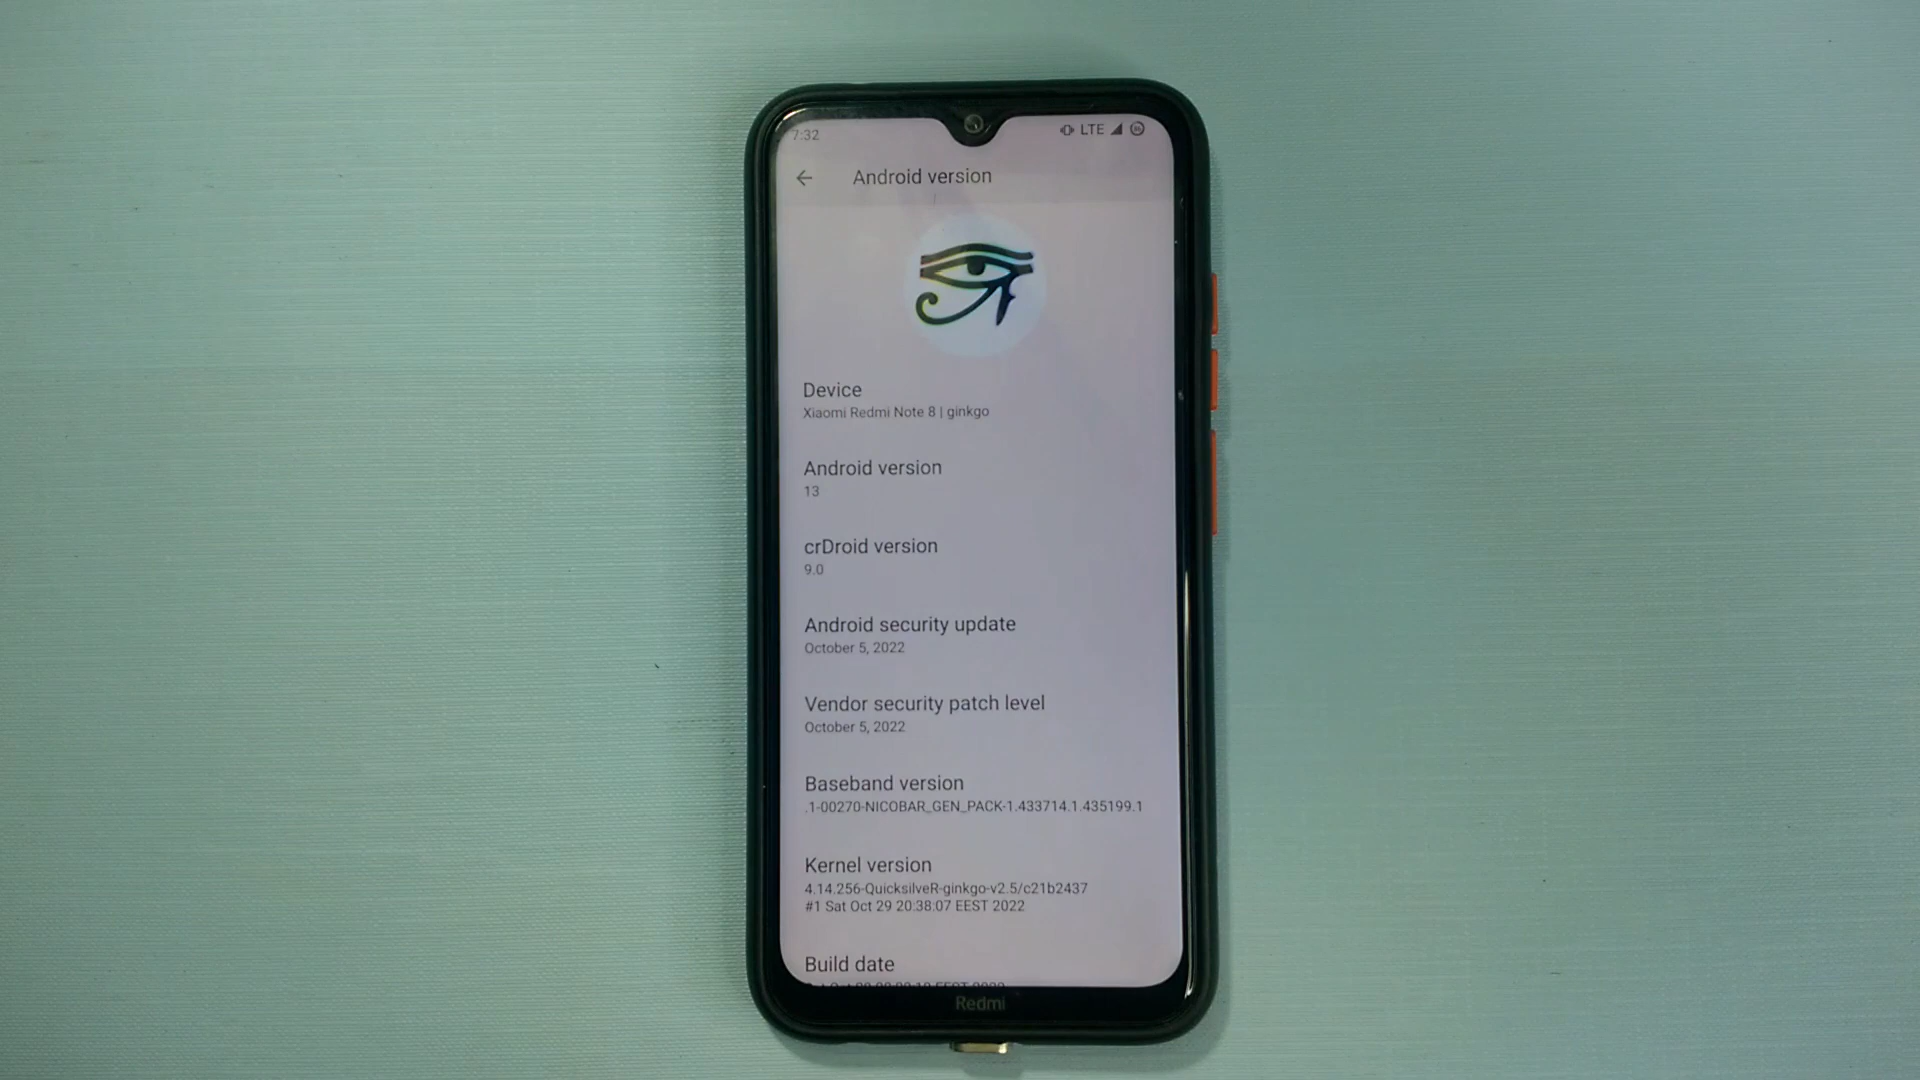 7:32
LTE
Android version
Device
Xiaomi Redmi Note 8 | ginkgo
Android version
13
crDroid version
9.0
Android security update
October 5, 2022
Vendor security patch level
October 5, 2022
Baseband version
.1-00270-NICOBAR_GEN_PACK-1.433714.1.435199.1
Kernel version
4.14.256-QuicksilveR-ginkgo-v2.5/c21b2437
#1 Sat Oct 29 20:38:07 EEST 2022
Build date
Redmi